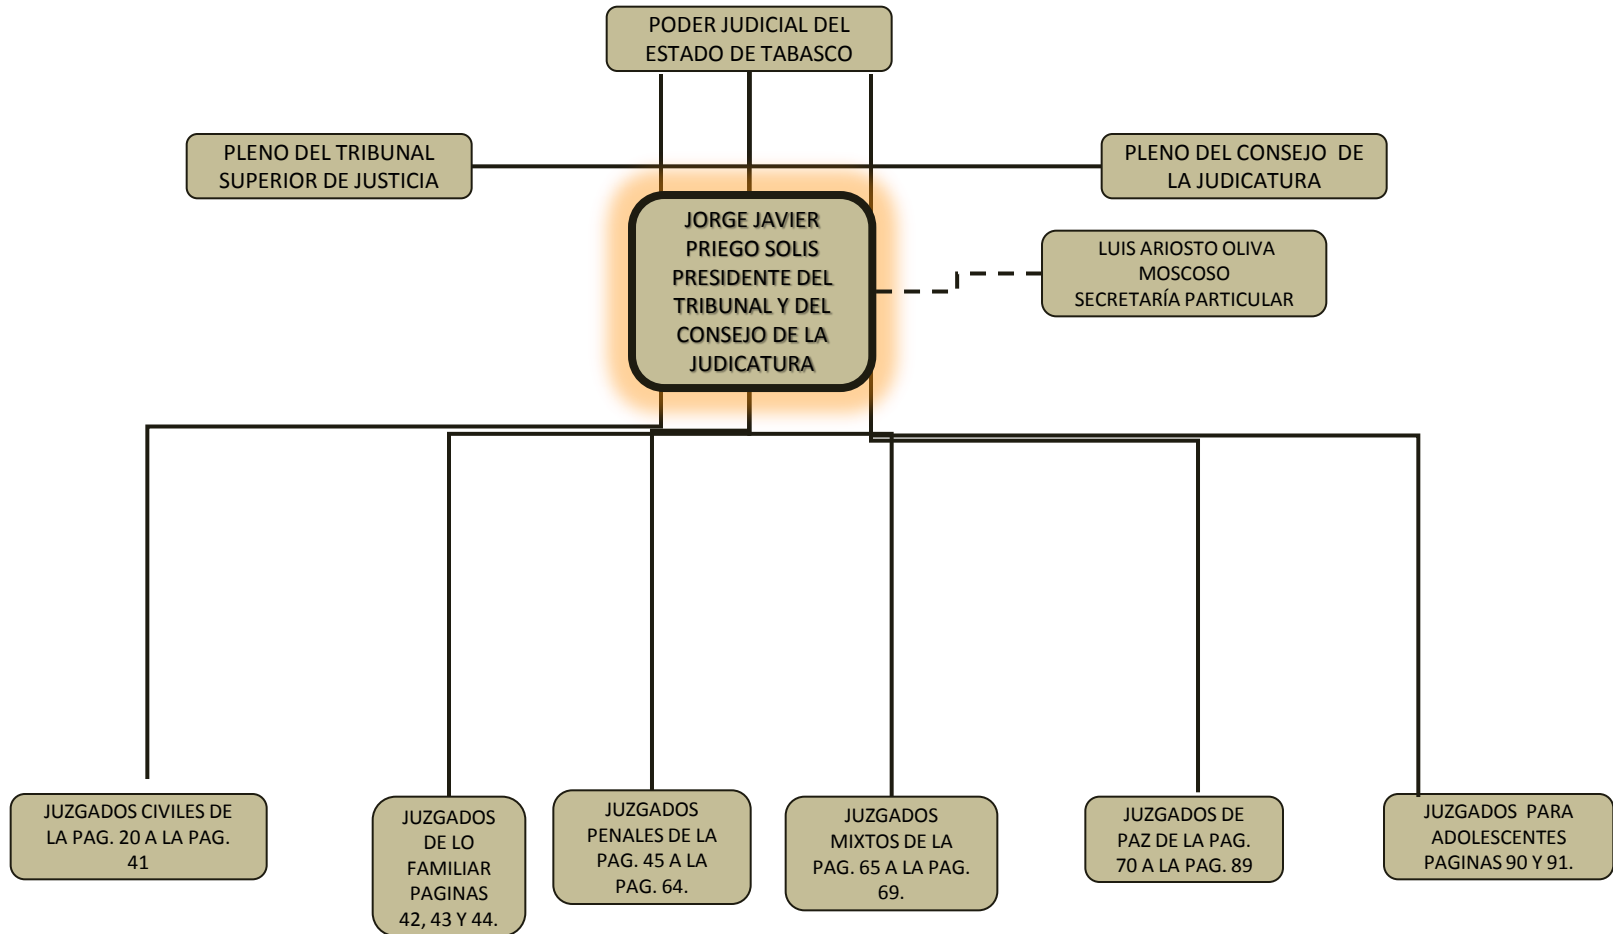 PODER JUDICIAL DEL
ESTADO DE TABASCO
PLENO DEL TRIBUNAL
SUPERIOR DE JUSTICIA
PLENO DEL CONSEJO DE
LA JUDICATURA
JORGE JAVIER
PRIEGO SOLIS
PRESIDENTE DEL
TRIBUNAL Y DEL
CONSEJO DE LA
JUDICATURA
LUIS ARIOSTO OLIVA
MOSCOSO
SECRETARÍA PARTICULAR
JUZGADOS CIVILES DE
LA PAG. 20 A LA PAG.
41
JUZGADOS
DE LO
FAMILIAR
PAGINAS
42, 43 Y 44.
JUZGADOS
PENALES DE LA
PAG. 45 A LA
PAG. 64.
JUZGADOS
MIXTOS DE LA
PAG. 65 A LA PAG.
69.
JUZGADOS DE
PAZ DE LA PAG.
70 A LA PAG. 89
JUZGADOS PARA
ADOLESCENTES
PAGINAS 90 Y 91.